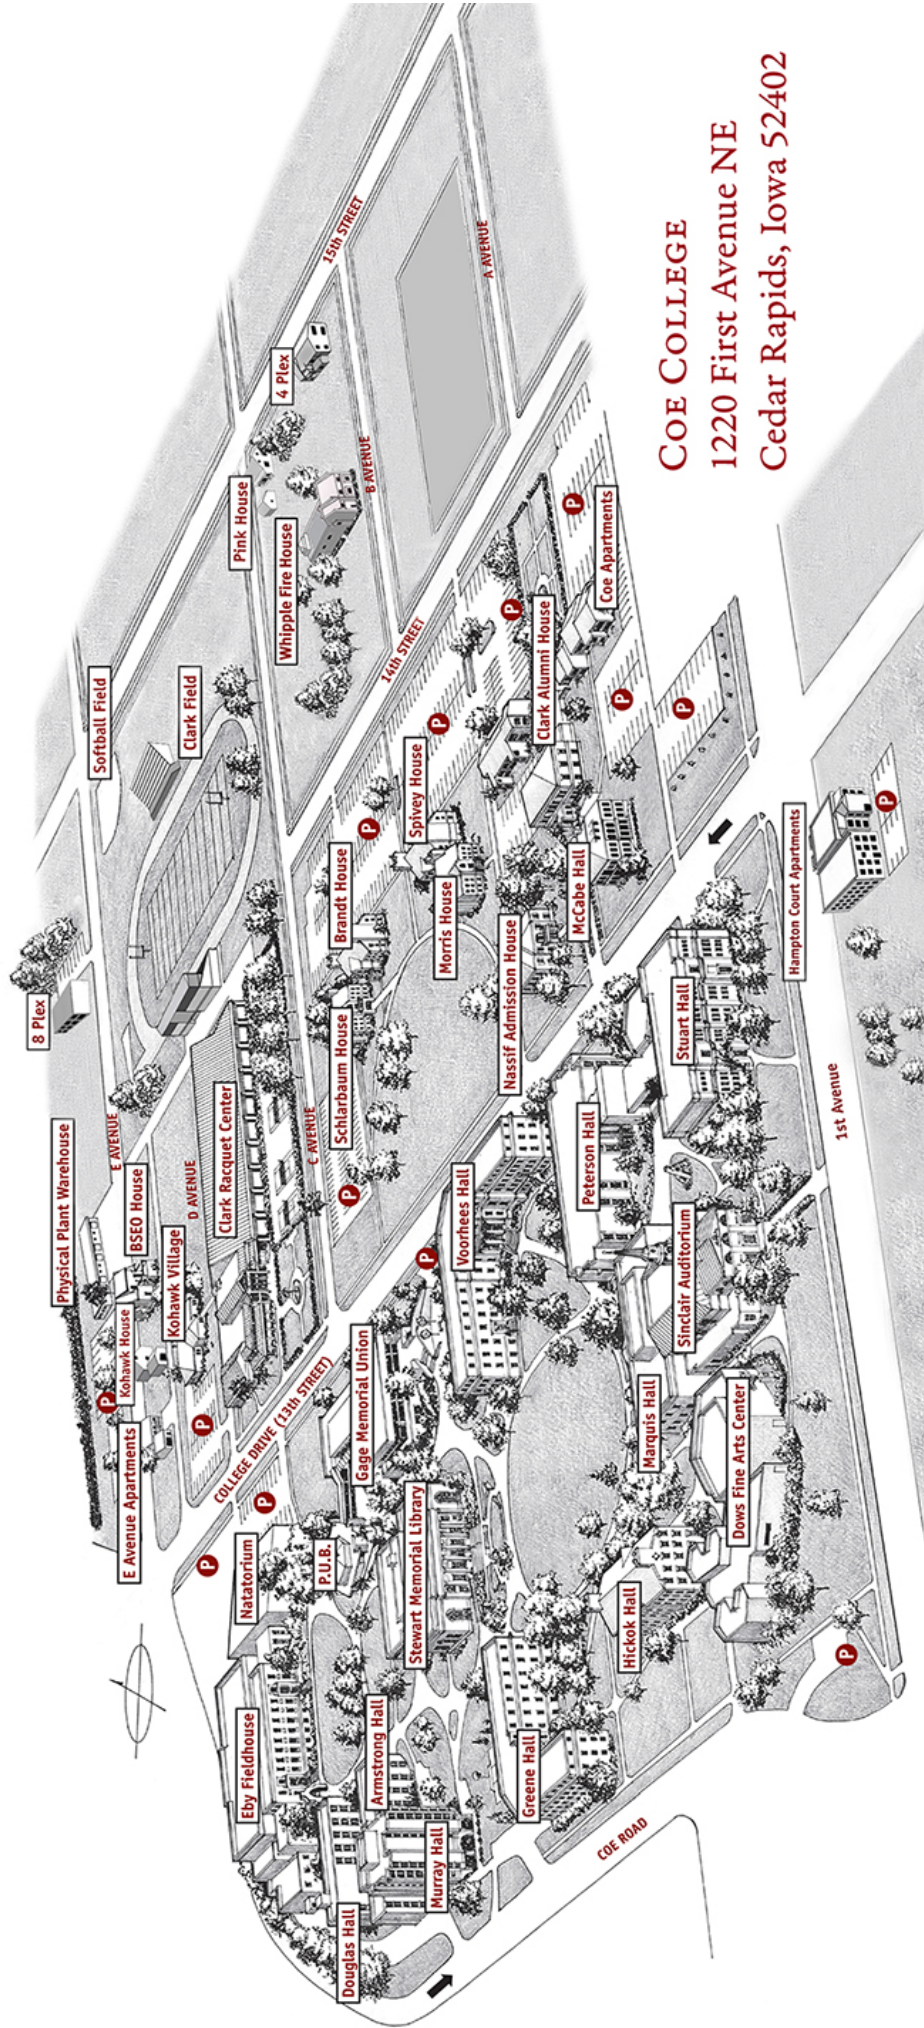 Physical Plant Warehouse
8 Plex
Softball Field
E AVENUE
BSEO House
Kohawk House
P
E Avenue Apartments
Kohawk Village
D AVENUE
Clark Field
P
Clark Racquet Center
Pink House
4 Plex
15th STREET
P
Natatorium
P
COLLEGE DRIVE (13th STREET)
Whipple Fire House
Eby Fieldhouse
P.U.B.
C AVENUE
Schlarbaum House
Brandt House
P
P
B AVENUE
Douglas Hall
Armstrong Hall
Gage Memorial Union
14th STREET
Spivey House
P
Morris House
Murray Hall
Stewart Memorial Library
P
Voorhees Hall
A AVENUE
P
Nassif Admission House
Clark Alumni House
P
Greene Hall
McCabe Hall
Coe Apartments
Peterson Hall
P
COE ROAD
Hickok Hall
Marquis Hall
Sinclair Auditorium
Stuart Hall
P
Dows Fine Arts Center
Hampton Court Apartments
P
1st Avenue
P
COE COLLEGE
1220 First Avenue NE
Cedar Rapids, Iowa 52402